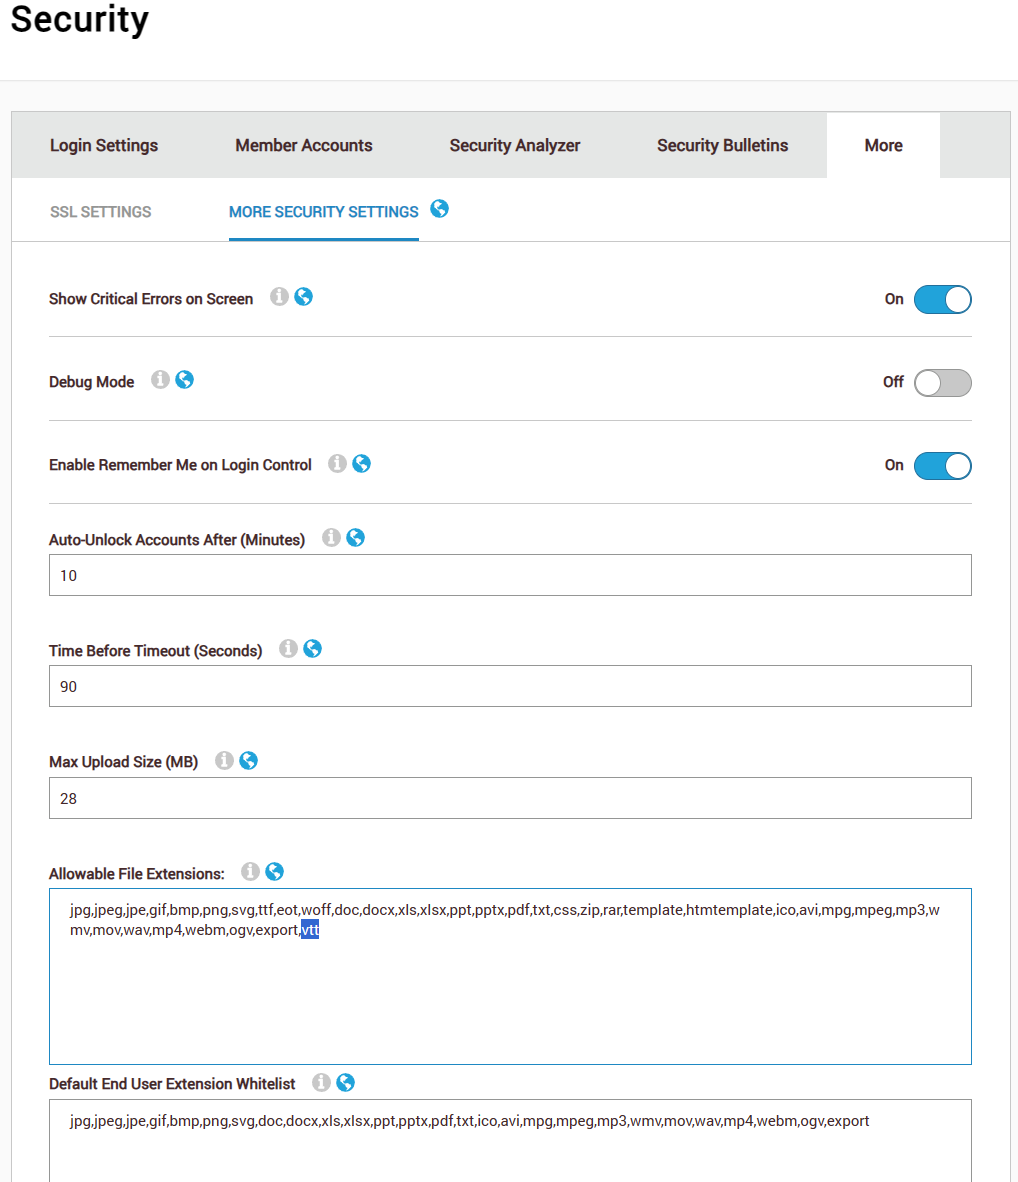 Security
Login Settings
Member Accounts
Security Analyzer
Security Bulletins
More
SSL SETTINGS
MORE SECURITY SETTINGS
Show Critical Errors on Screen
On
Debug Mode
Off
Enable Remember Me on Login Control
On
Auto-Unlock Accounts After (Minutes)
10
Time Before Timeout (Seconds)
90
Max Upload Size (MB)
28
Allowable File Extensions:
jpg,jpeg,jpe,gif,bmp,png,svg,ttf,eot,woff,doc,docx,xls,xlsx,ppt,pptx,pdf,txt,css,zip,rar,template,htmtemplate,ico,avi,mpg,mpeg,mp3,w
mv,mov,wav,mp4,webm,ogv,export,vtt
Default End User Extension Whitelist
jpg,jpeg,jpe,gif,bmp,png,svg,doc,docx,xls,xlsx,ppt,pptx,pdf,txt,ico,avi,mpg,mpeg,mp3,wmv,mov,wav,mp4,webm,ogv,export